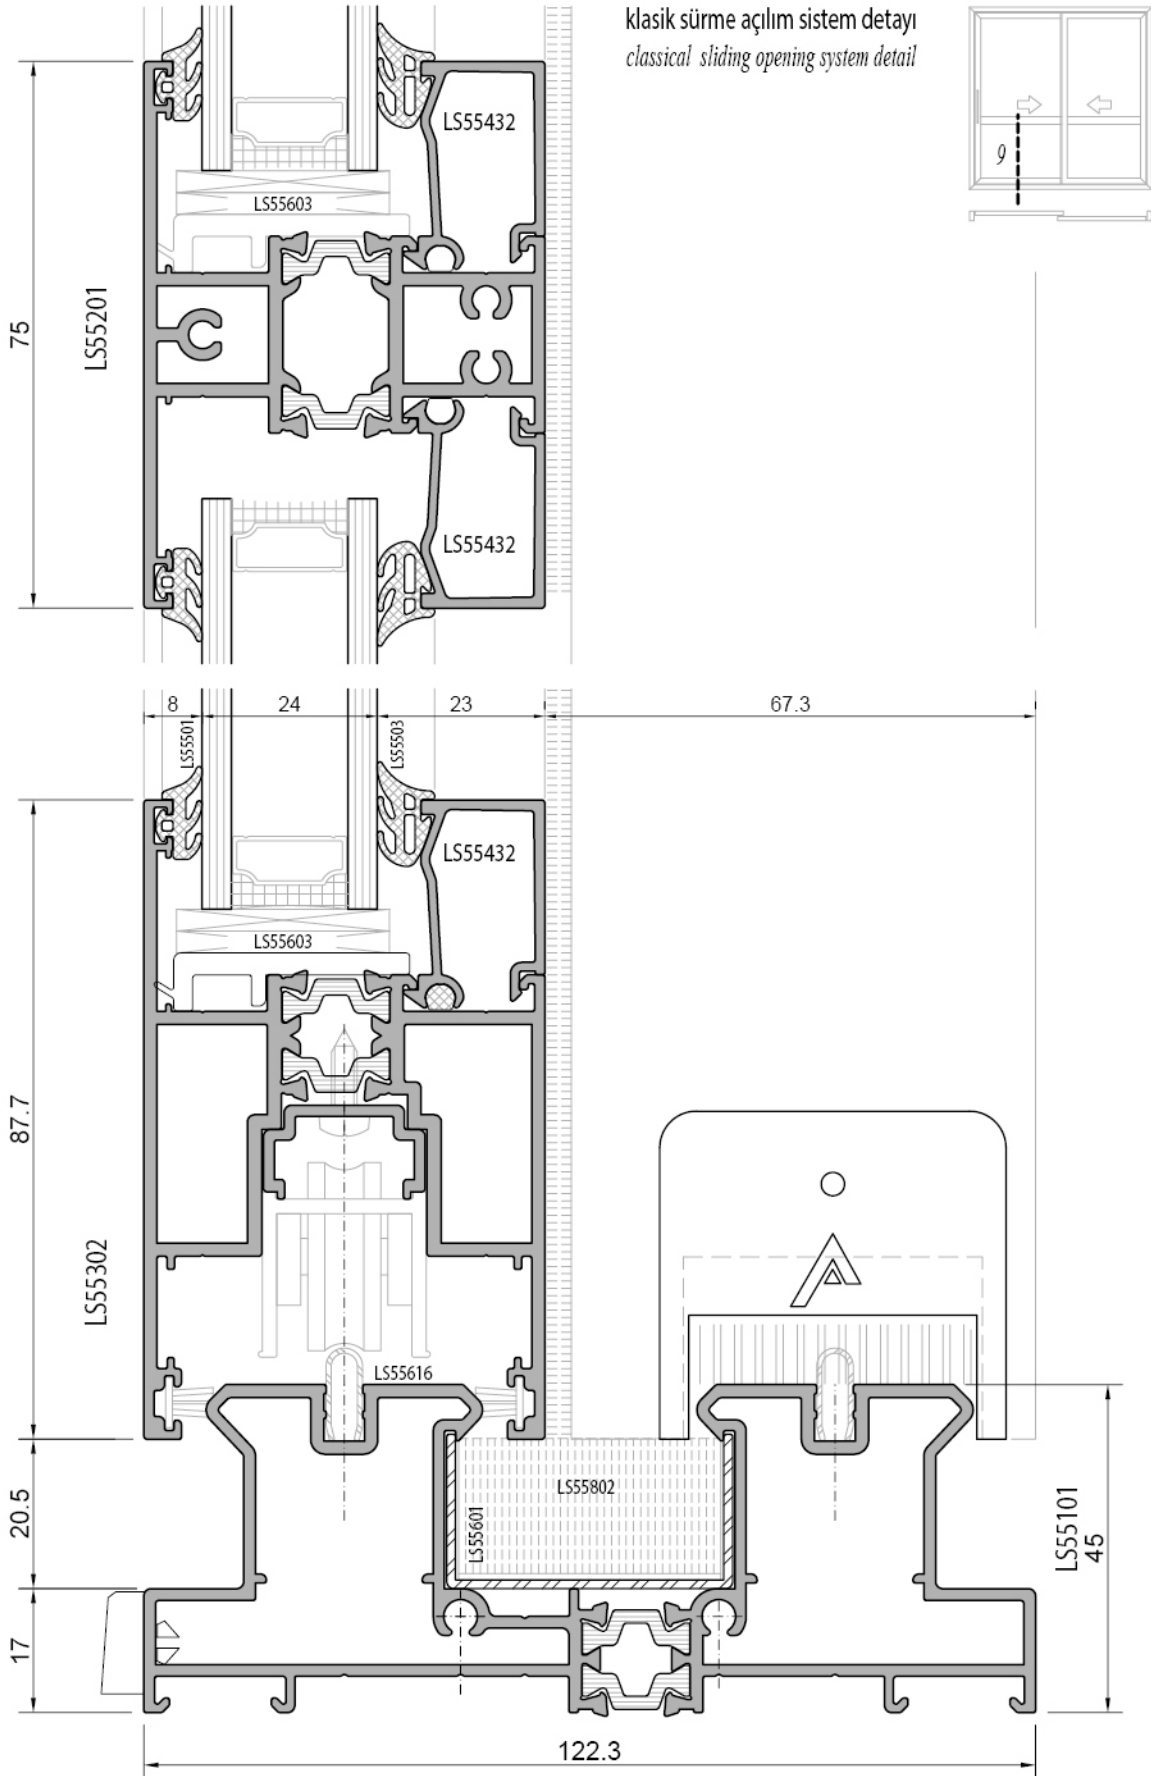 klasik sürme açılım sistem detayı
classical sliding opening system detail
9
LS55432
LS55603
LS55201
75
LS55432
8
24
23
67.3
LS55501
LS55503
LS55432
LS55603
87.7
LS55302
LS55616
LS55802
LS55601
20.5
LS55101
45
17
122.3